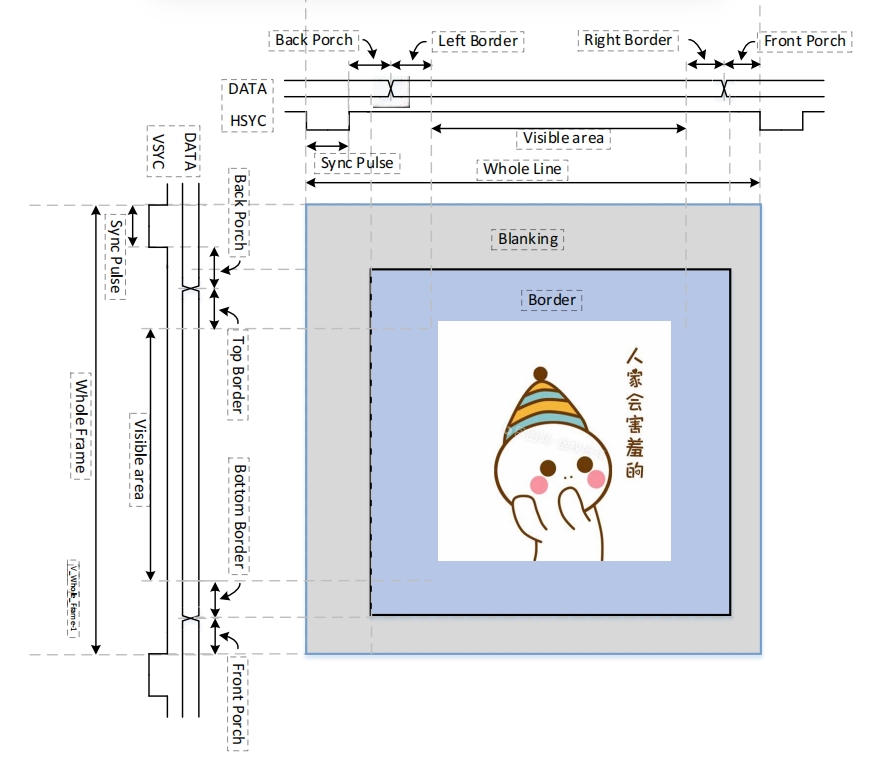 Back Porch
Left Border
Right Border
Front Porch
DATA
HSYC
Visible area
Sync Pulse
Whole Line
VSYC
DATA
Back Porch
Sync Pulse
Blanking
Border
Top Border
Whole Frame
Visible area
Bottom Border
V_Whole_Frame-1
Front Porch
人家会害羞的